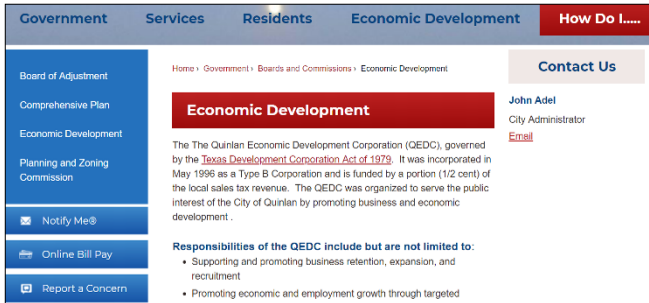 Government Services Residents Economic Development How Do I.....
Board of Adjustment
Comprehensive Plan
Economic Development
Planning and Zoning
Commission
Notify Me®
Online Bill Pay
Report a Concern
Home › Government › Boards and Commissions › Economic Development
Economic Development
The The Quinlan Economic Development Corporation (QEDC), governed
by the Texas Development Corporation Act of 1979. It was incorporated in
May 1996 as a Type B Corporation and is funded by a portion (1/2 cent) of
the local sales tax revenue. The QEDC was organized to serve the public
interest of the City of Quinlan by promoting business and economic
development .
Responsibilities of the QEDC include but are not limited to:
• Supporting and promoting business retention, expansion, and
recruitment
• Promoting economic and employment growth through targeted
Contact Us
John Adel
City Administrator
Email